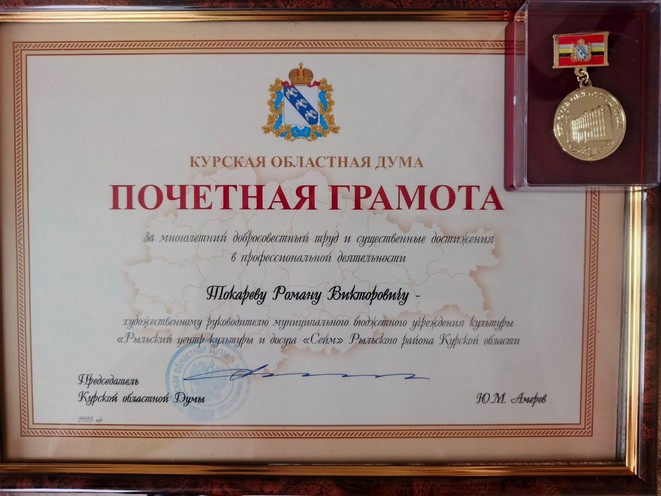 КУРСКАЯ ОБЛАСТНАЯ ДУМА
ПОЧЕТНАЯ ГРАМОТА
За многолетний добросовестный труд и существенные достижения
в профессиональной деятельности
Токареву Роману Викторовичу -
художественному руководителю муниципального бюджетного учреждения культуры
«Рыльский центр культуры и досуга «Сейм» Рыльского района Курской области
Председатель
Курской областной Думы
Ю.М. Амерев